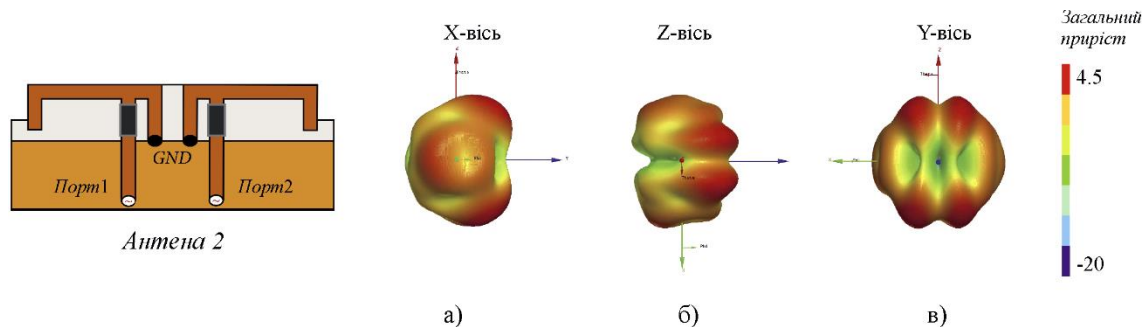 X-вісь
Z-вісь
Y-вісь
Загальний
приріст
4.5
-20
GND
Порт1
Порт2
Антена 2
а)
б)
в)